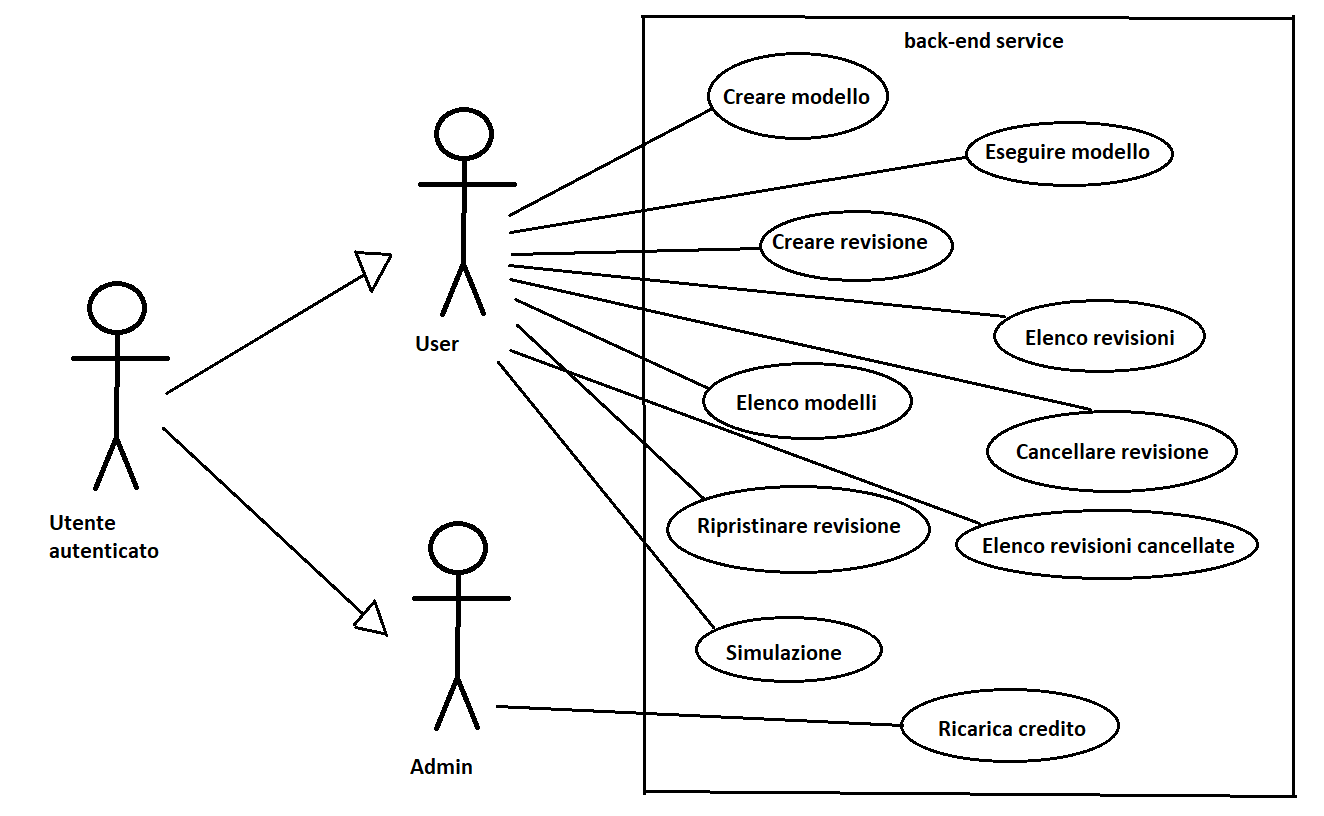 back-end service
Creare modello
Eseguire modello
Creare revisione
Elenco revisioni
User
Elenco modelli
Cancellare revisione
Utente
autenticato
Ripristinare revisione
Elenco revisioni cancellate
Simulazione
Ricarica credito
Admin